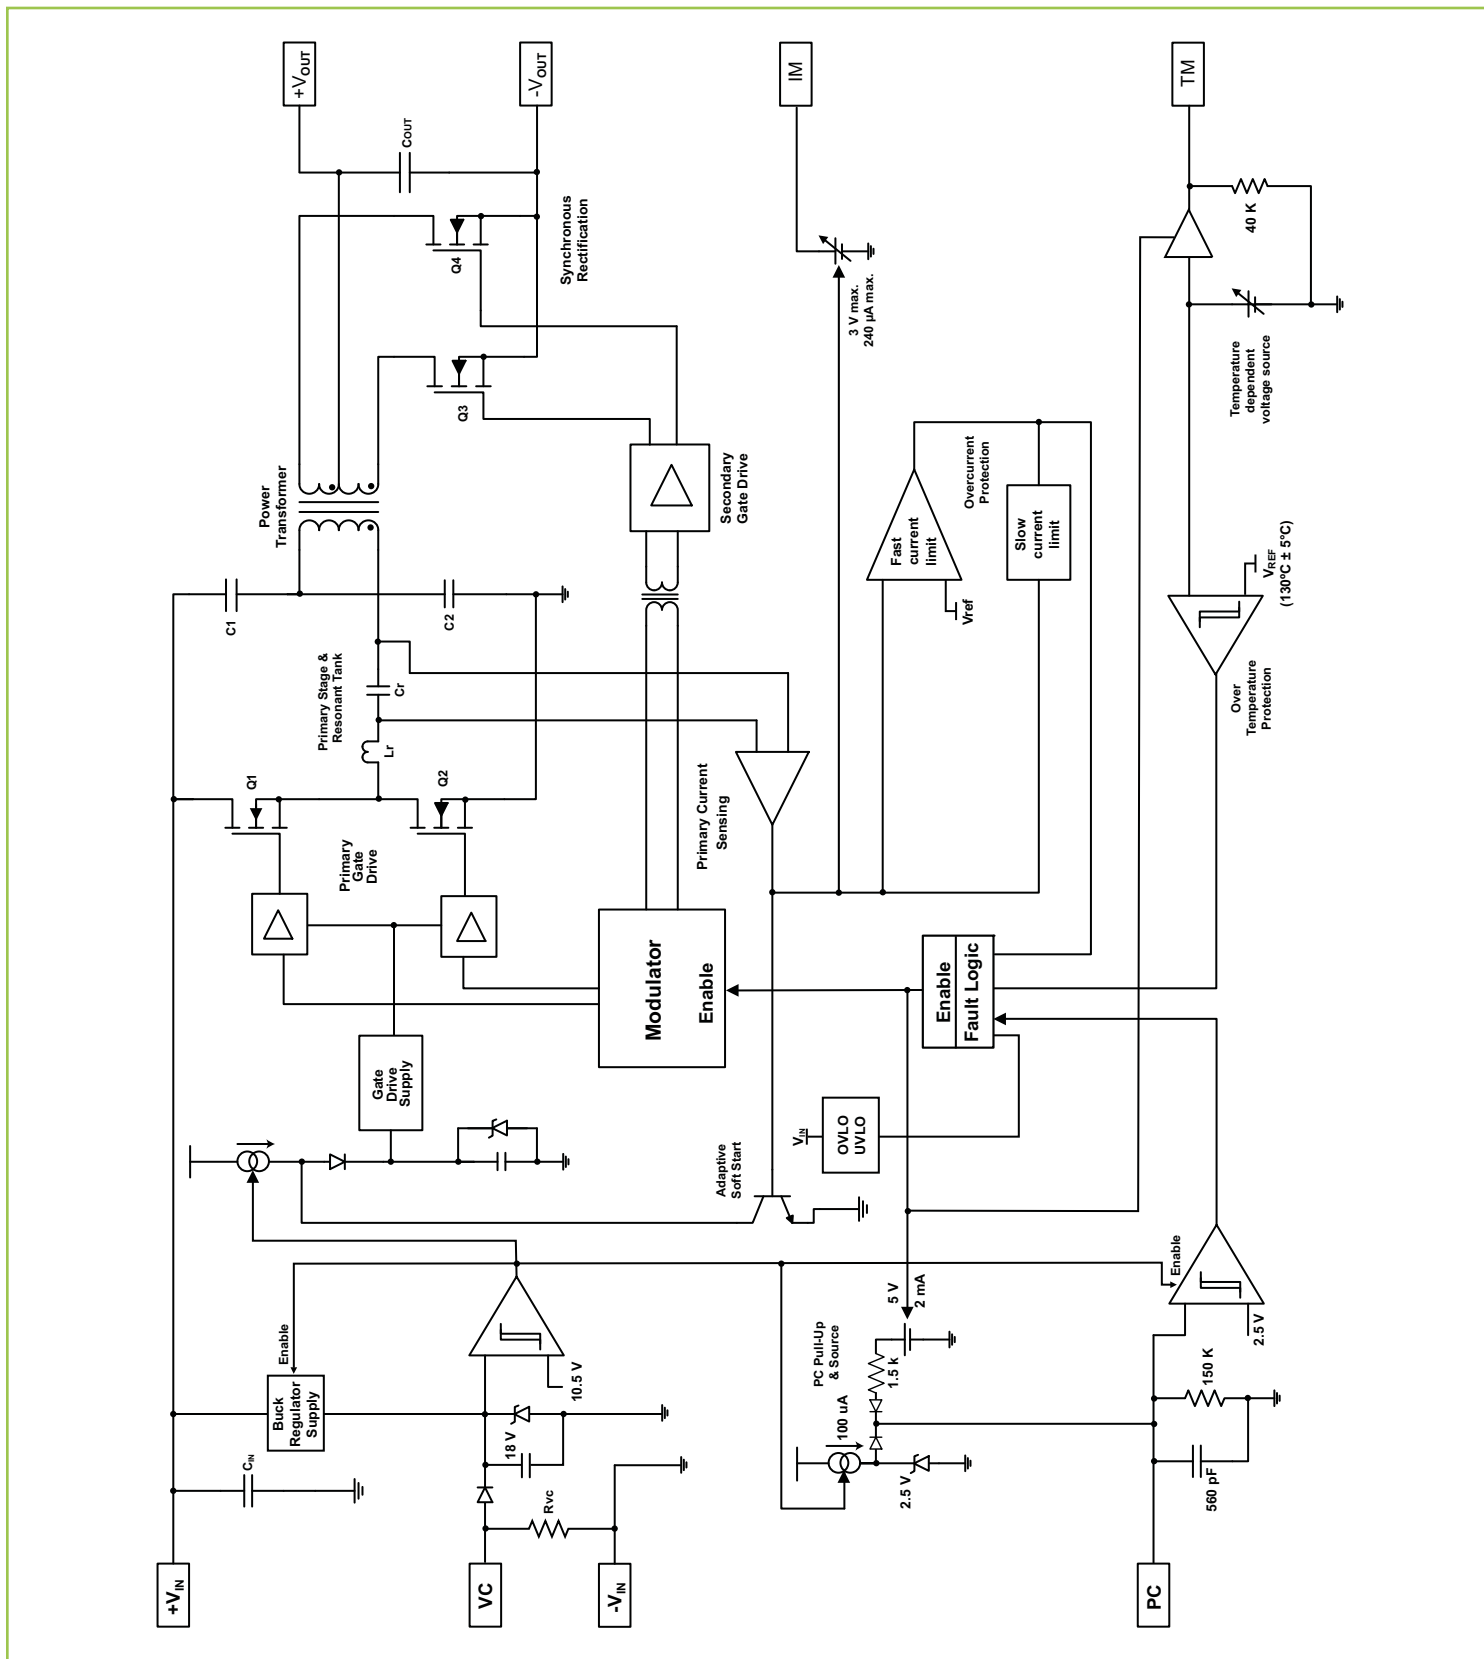 +VIN
CIN
Buck
Regulator
Supply
Enable
VC
Rvc
18 V
10.5 V
-VIN
Gate
Drive
Supply
Primary
Gate
Drive
Q1
Q2
Lr
Cr
Primary Stage &
Resonant Tank
C1
C2
Power
Transformer
Q3
Q4
Synchronous
Rectification
COUT
+VOUT
-VOUT
Modulator
Enable
Secondary
Gate Drive
Primary Current
Sensing
Adaptive
Soft Start
VIN
OVLO
UVLO
Enable
Fault Logic
Fast
current
limit
Vref
Slow
current
limit
Overcurrent
Protection
3 V max.
240 µA max.
IM
PC Pull-Up
& Source
100 uA
2.5 V
1.5 k
5 V
2 mA
PC
560 pF
150 K
2.5 V
Enable
Over
Temperature
Protection
VREF
(130°C ± 5°C)
Temperature
dependent
voltage source
40 K
TM